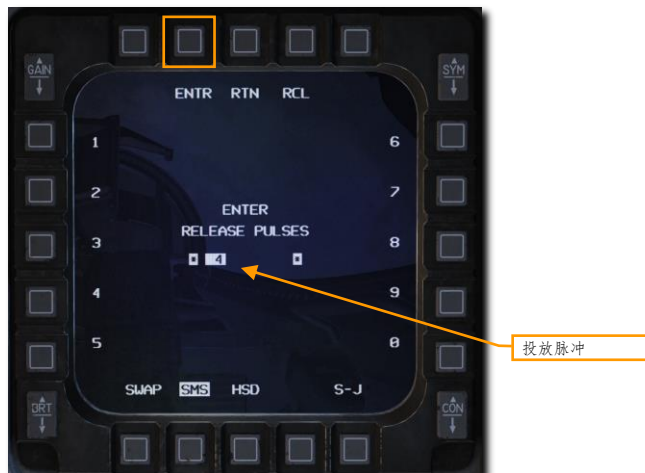 GAIN
SYM
ENTR RTN RCL
1 6
2 7
ENTER
RELEASE PULSES
3 8
4
4 9
投放脉冲
5 0
SWAP SMS HSD S-J
BRT
CON